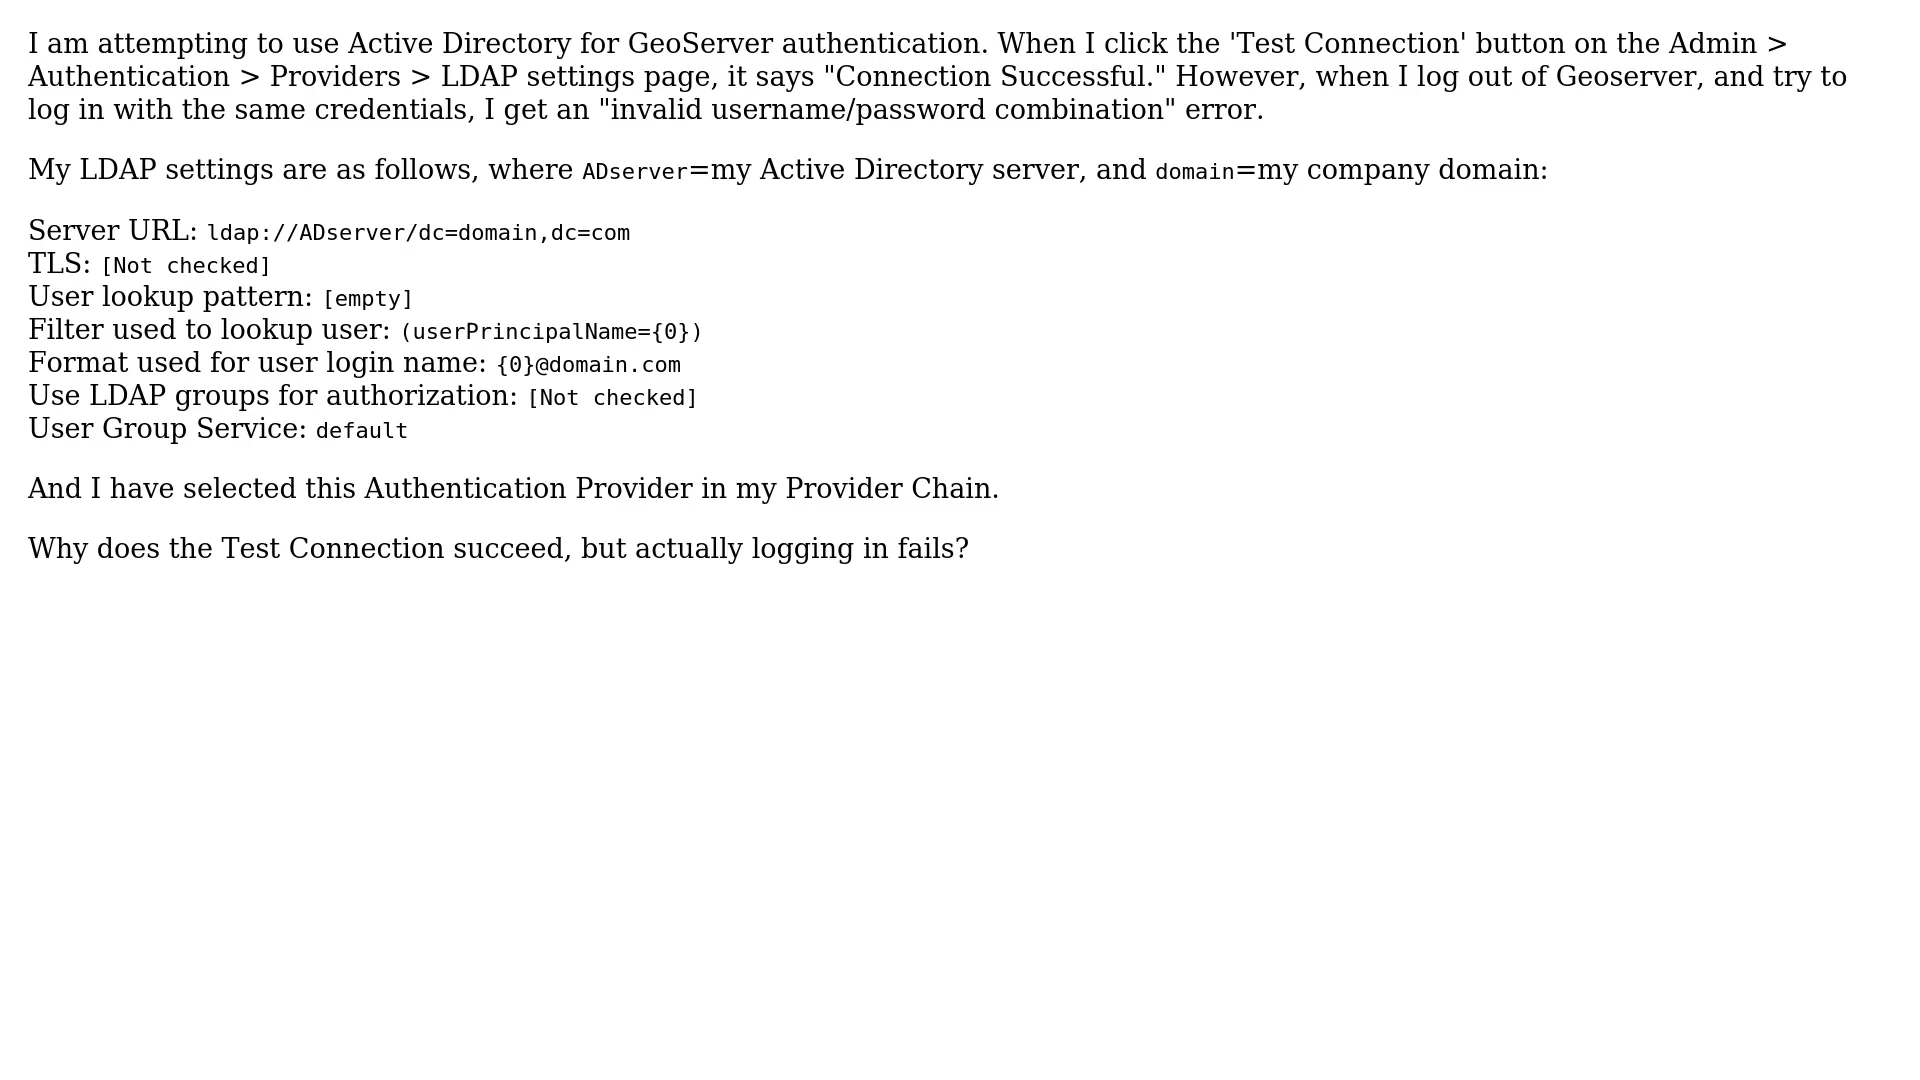 I am attempting to use Active Directory for GeoServer authentication. When I click the 'Test Connection' button on the Admin >
Authentication > Providers > LDAP settings page, it says "Connection Successful." However, when I log out of Geoserver, and try to
log in with the same credentials, I get an "invalid username/password combination" error.
My LDAP settings are as follows, where ADserver=my Active Directory server, and domain=my company domain:
Server URL: ldap://ADserver/dc=domain,dc=com
TLS: [Not checked]
User lookup pattern: [empty]
Filter used to lookup user: (userPrincipalName={0})
Format used for user login name: {0}@domain.com
Use LDAP groups for authorization: [Not checked]
User Group Service: default
And I have selected this Authentication Provider in my Provider Chain.
Why does the Test Connection succeed, but actually logging in fails?